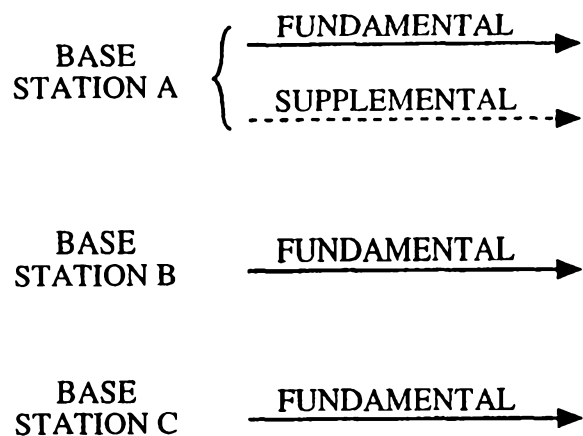 FUNDAMENTAL
BASE
STATION A
SUPPLEMENTAL
BASE
STATION B
FUNDAMENTAL
BASE
STATION C
FUNDAMENTAL